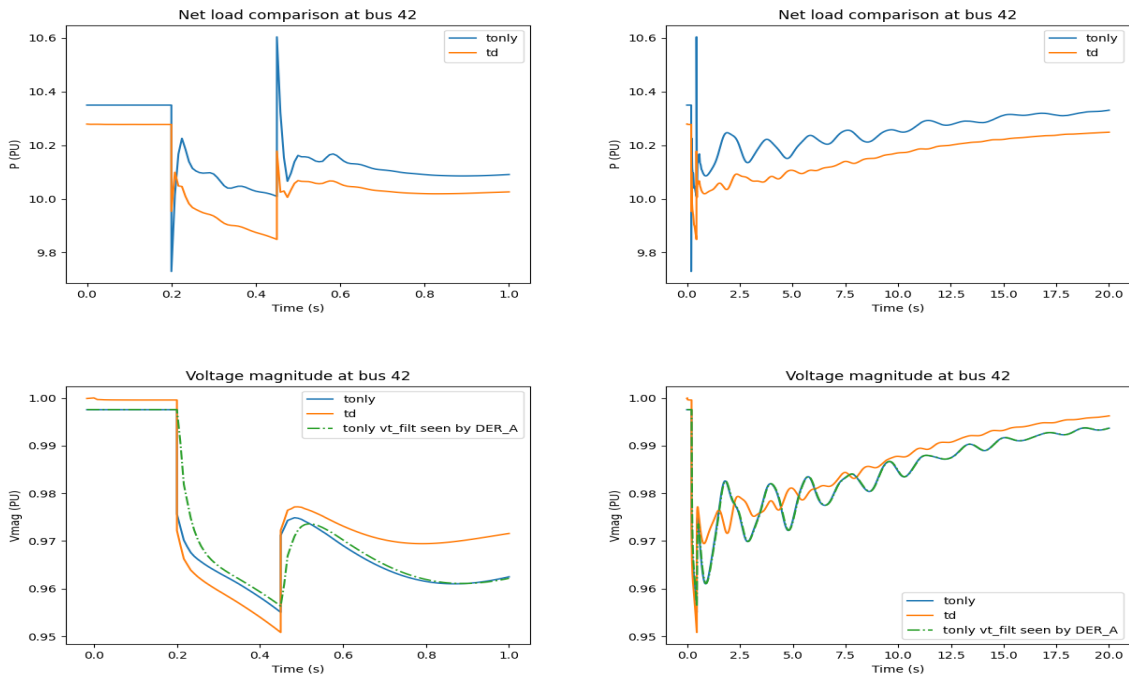 Net load comparison at bus 42
P (PU)
10.6
10.4
10.2
10.0
9.8
tonly
td
0.0 0.2 0.4 0.6 0.8 1.0
Time (s)
Net load comparison at bus 42
P (PU)
10.6
10.4
10.2
10.0
9.8
tonly
td
0.0 2.5 5.0 7.5 10.0 12.5 15.0 17.5 20.0
Time (s)
Voltage magnitude at bus 42
Vmag (PU)
1.00
0.99
0.98
0.97
0.96
0.95
tonly
td
tonly vt_filt seen by DER_A
0.0 0.2 0.4 0.6 0.8 1.0
Time (s)
Voltage magnitude at bus 42
Vmag (PU)
1.00
0.99
0.98
0.97
0.96
0.95
tonly
td
tonly vt_filt seen by DER_A
0.0 2.5 5.0 7.5 10.0 12.5 15.0 17.5 20.0
Time (s)